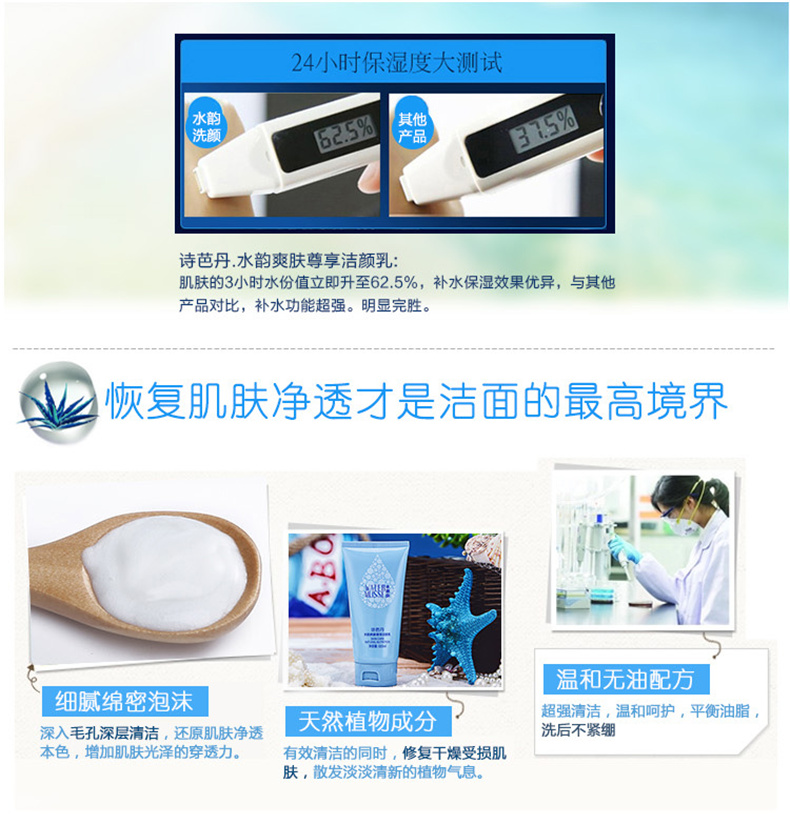 24小时保湿度大测试
水韵
洗颜
62.5%
其他
产品
37.5%
诗芭丹.水韵爽肤尊享洁颜乳:
肌肤的3小时水份值立即升至62.5%，补水保湿效果优异，与其他
产品对比，补水功能超强。明显完胜。
恢复肌肤净透才是洁面的最高境界
细腻绵密泡沫
深入毛孔深层清洁，还原肌肤净透
本色，增加肌肤光泽的穿透力。
ABO
WATER
MOUSSE
天然植物成分
有效清洁的同时，修复干燥受损肌
肤，散发淡淡清新的植物气息。
温和无油配方
超强清洁，温和呵护，平衡油脂，
洗后不紧绷